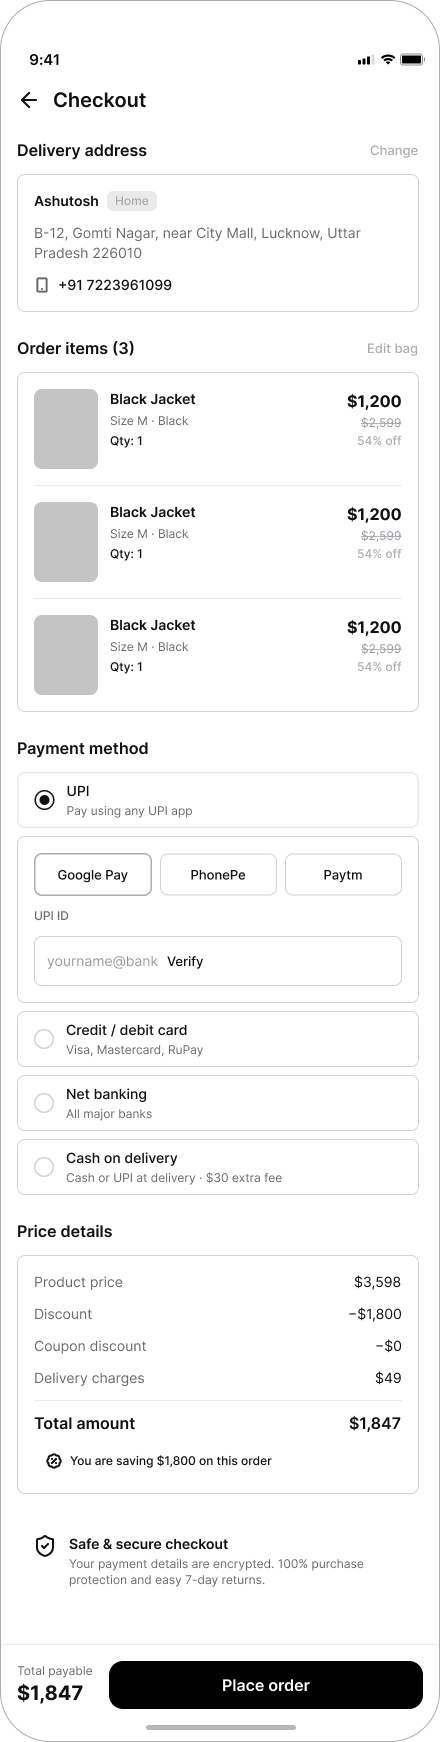 9:41
Checkout
Delivery address
Change
Ashutosh
Home
B-12, Gomti Nagar, near City Mall, Lucknow, Uttar
Pradesh 226010
+91 7223961099
Order items (3)
Edit bag
Black Jacket
$1,200
Size M · Black
$2,599
Qty: 1
54% off
Black Jacket
$1,200
Size M · Black
$2,599
Qty: 1
54% off
Black Jacket
$1,200
Size M · Black
$2,599
Qty: 1
54% off
Payment method
UPI
Pay using any UPI app
Google Pay
PhonePe
Paytm
UPI ID
yourname@bank Verify
Credit / debit card
Visa, Mastercard, RuPay
Net banking
All major banks
Cash on delivery
Cash or UPI at delivery · $30 extra fee
Price details
Product price
$3,598
Discount
−$1,800
Coupon discount
−$0
Delivery charges
$49
Total amount
$1,847
You are saving $1,800 on this order
Safe & secure checkout
Your payment details are encrypted. 100% purchase
protection and easy 7-day returns.
Total payable
$1,847
Place order